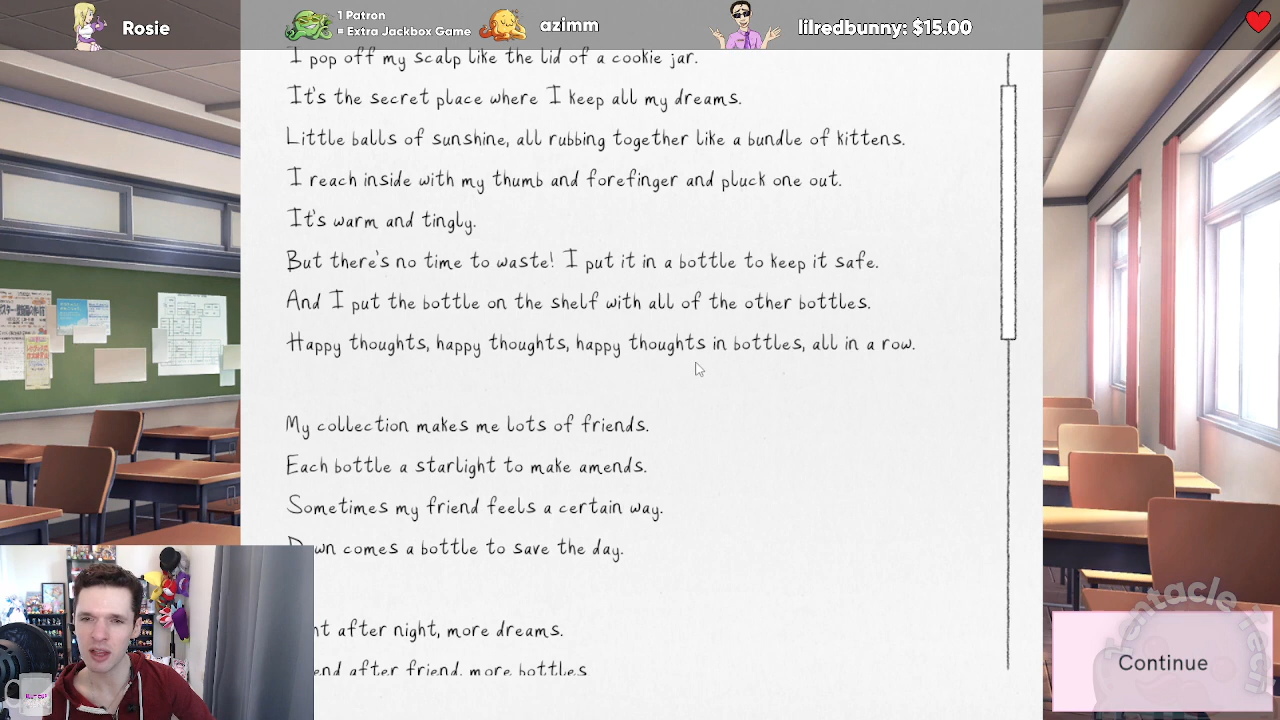 Rosie
1 Patron
= Extra Jackbox Game
azimm
lilredbunny: $15.00
I pop off my scalp like the lid of a cookie jar.
It's the secret place where I keep all my dreams.
Little balls of sunshine, all rubbing together like a bundle of kittens.
I reach inside with my thumb and forefinger and pluck one out.
It's warm and tingly.
But there's no time to waste! I put it in a bottle to keep it safe.
And I put the bottle on the shelf with all of the other bottles.
Happy thoughts, happy thoughts, happy thoughts in bottles, all in a row.
My collection makes me lots of friends.
Each bottle a starlight to make amends.
Sometimes my friend feels a certain way.
Down comes a bottle to save the day.
after night, more dreams.
after friend, more bottles
Tentacle Tech
Continue